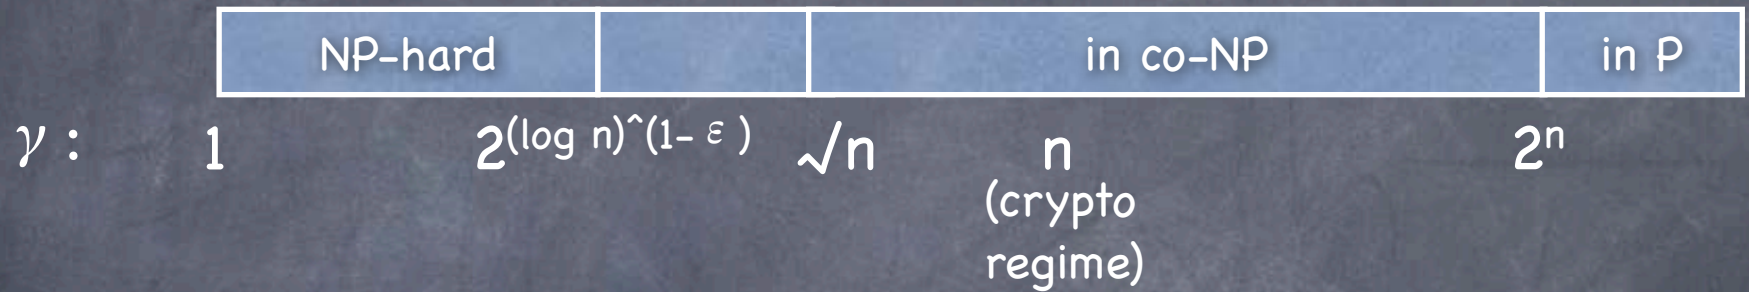 NP-hard in co-NP in P
γ : 1 2^(log n)^(1-ε) √n n 2ⁿ
(crypto
regime)